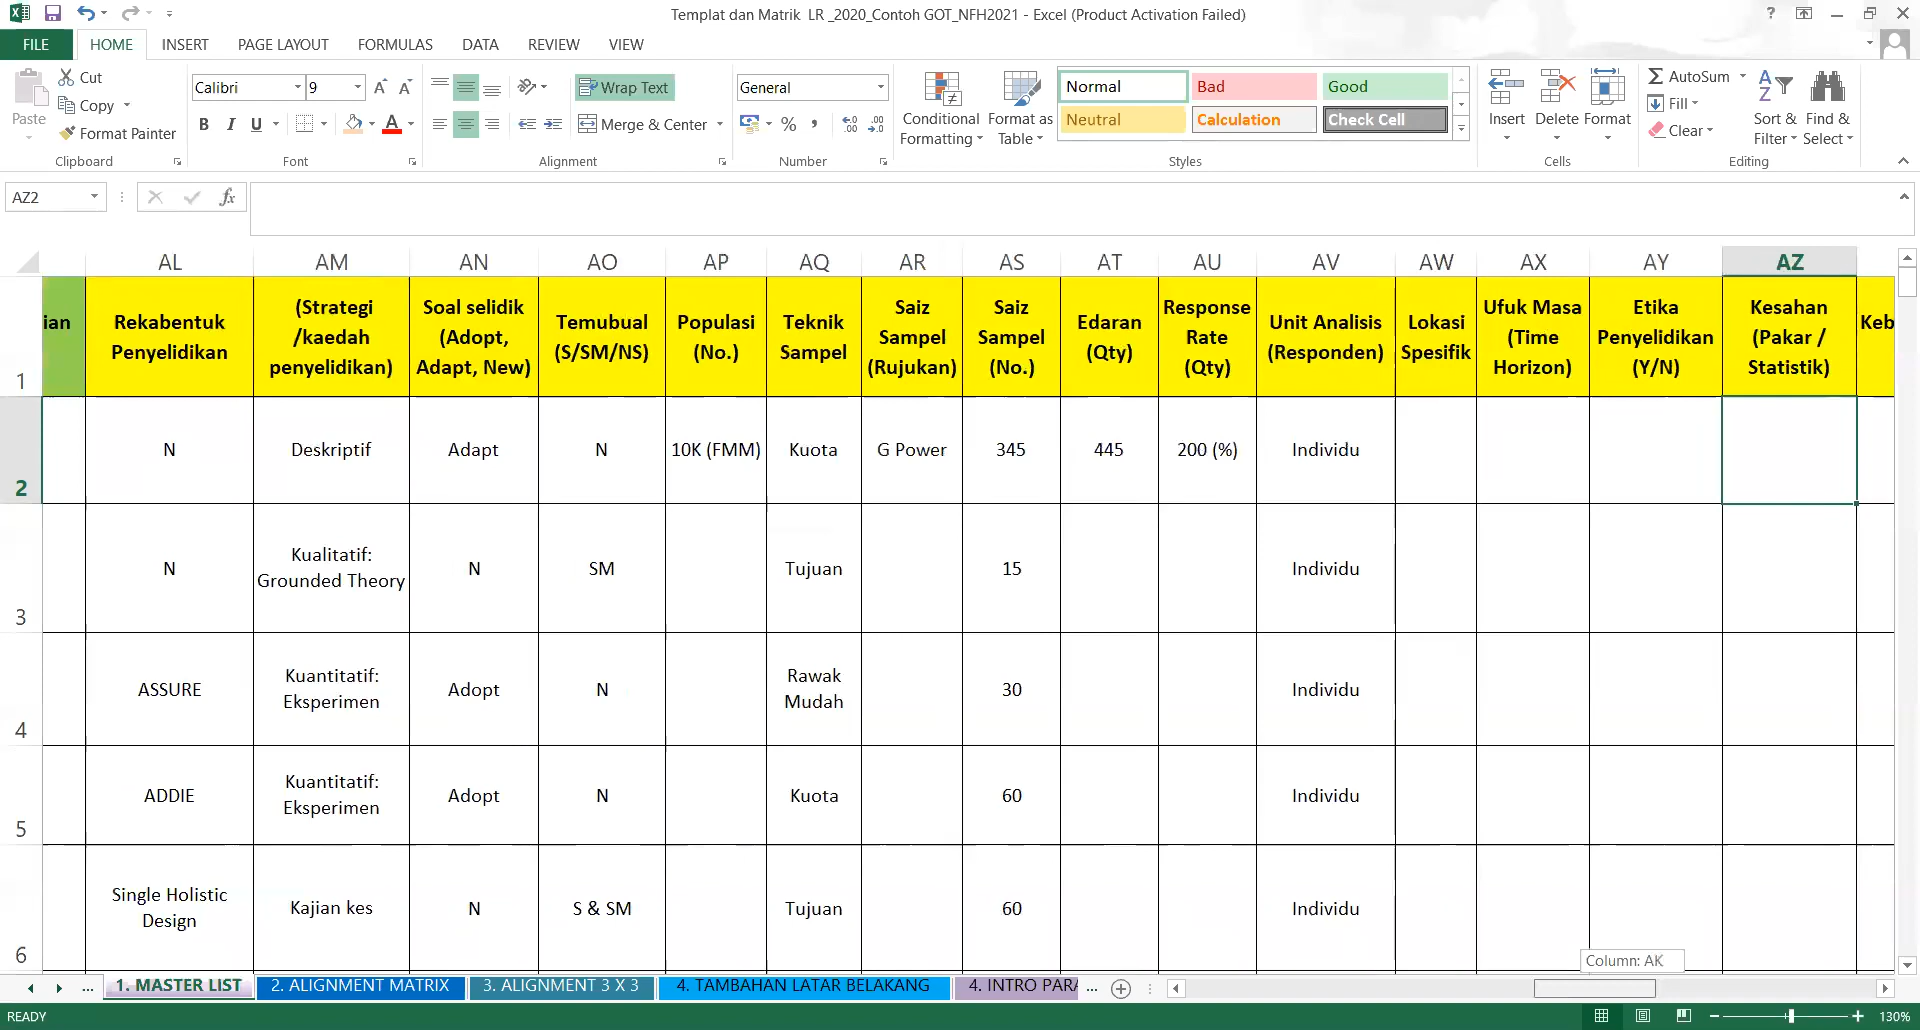 Templat dan Matrik LR _2020_Contoh GOT_NFH2021 - Excel (Product Activation Failed)
?
FILE HOME INSERT PAGE LAYOUT FORMULAS DATA REVIEW VIEW
Paste
Cut
Copy
Format Painter
Clipboard
Calibri 9
B I U
Font
Wrap Text
Merge & Center
Alignment
General
% ,
Number
Conditional
Formatting
Format as
Table
Normal Bad Good
Neutral Calculation Check Cell
Styles
Insert Delete Format
Cells
AutoSum
Fill
Clear
Sort &
Filter
Find &
Select
Editing
AZ2
fx
AL AM AN AO AP AQ AR AS AT AU AV AW AX AY AZ
1
ian
Rekabentuk
Penyelidikan
(Strategi
/kaedah
penyelidikan)
Soal selidik
(Adopt,
Adapt, New)
Temubual
(S/SM/NS)
Populasi
(No.)
Teknik
Sampel
Saiz
Sampel
(Rujukan)
Saiz
Sampel
(No.)
Edaran
(Qty)
Response
Rate
(Qty)
Unit Analisis
(Responden)
Lokasi
Spesifik
Ufuk Masa
(Time
Horizon)
Etika
Penyelidikan
(Y/N)
Kesahan
(Pakar /
Statistik)
Keb
2
N
Deskriptif
Adapt
N
10K (FMM)
Kuota
G Power
345
445
200 (%)
Individu
3
N
Kualitatif:
Grounded Theory
N
SM
Tujuan
15
Individu
4
ASSURE
Kuantitatif:
Eksperimen
Adopt
N
Rawak
Mudah
30
Individu
5
ADDIE
Kuantitatif:
Eksperimen
Adopt
N
Kuota
60
Individu
6
Single Holistic
Design
Kajian kes
N
S & SM
Tujuan
60
Individu
Column: AK
... 1. MASTER LIST 2. ALIGNMENT MATRIX 3. ALIGNMENT 3 X 3 4. TAMBAHAN LATAR BELAKANG 4. INTRO PARA ...
READY
130%